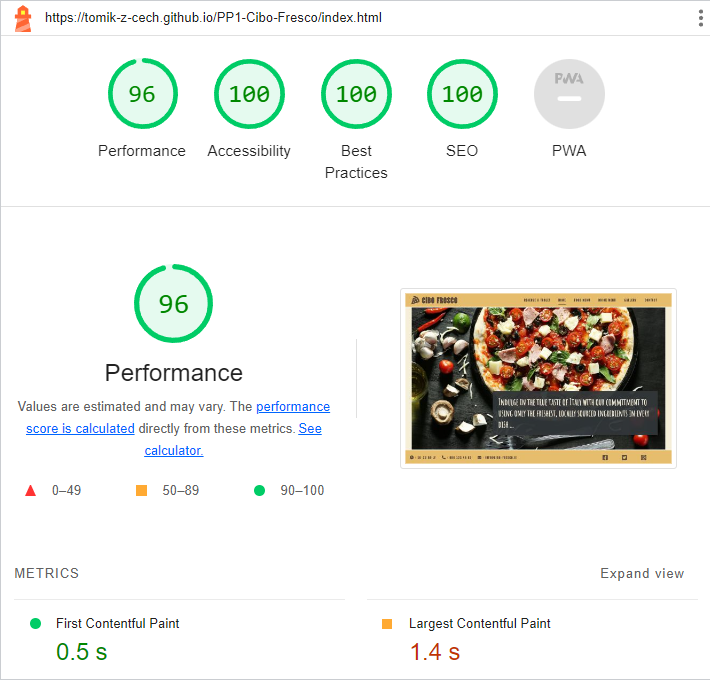 https://tomik-z-cech.github.io/PP1-Cibo-Fresco/index.html
96
100
100
100
PWA
Performance
Accessibility
Best
Practices
SEO
PWA
96
Performance
Values are estimated and may vary. The performance
score is calculated directly from these metrics. See
calculator.
0–49
50–89
90–100
Cibo Fresco
Indulge in the true taste of Italy with our commitment to
using only the freshest, locally sourced ingredients in every
dish...
METRICS
Expand view
First Contentful Paint
0.5 s
Largest Contentful Paint
1.4 s